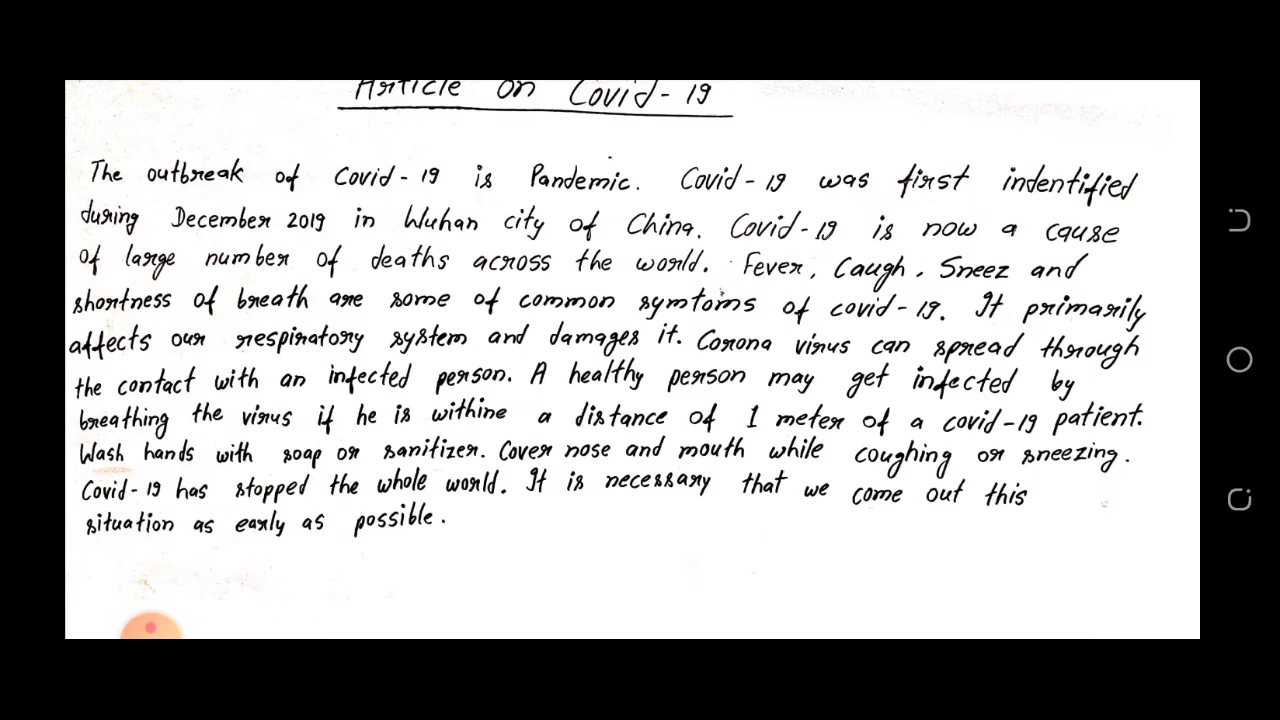 Article on Covid-19
The outbreak of Covid-19 is Pandemic. Covid-19 was first indentified
during December 2019 in Wuhan city of China. Covid-19 is now a cause
of large number of deaths across the world. Fever, Caugh, Sneez and
shortness of breath are some of common symtoms of covid-19. It primarily
affects our respiratory system and damages it. Corona virus can spread through
the contact with an infected person. A healthy person may get infected by
breathing the virus if he is withine a distance of 1 meter of a covid-19 patient.
Wash hands with soap or sanitizer. Cover nose and mouth while coughing or sneezing.
Covid-19 has stopped the whole world. It is necessary that we come out this
situation as early as possible.